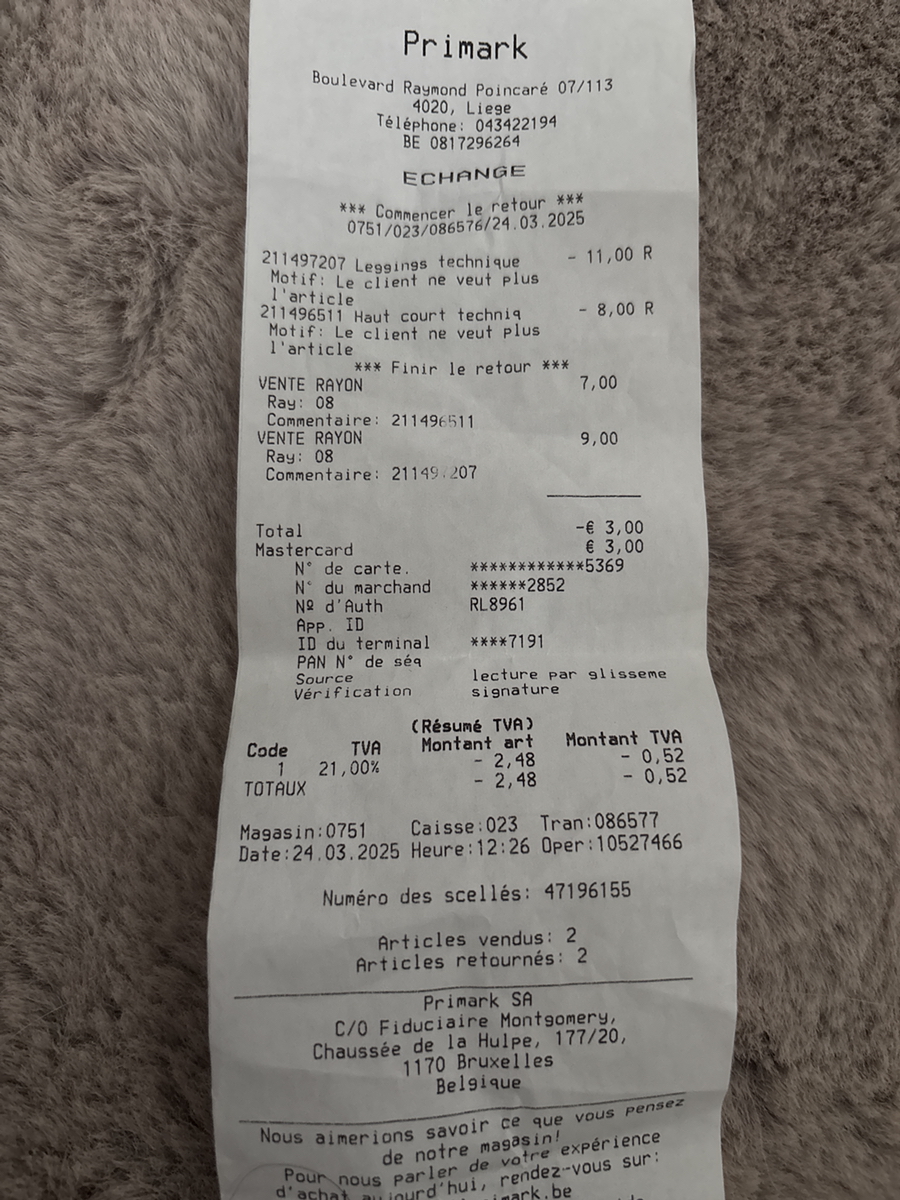 Primark
Boulevard Raymond Poincaré 07/113
4020, Liege
Téléphone: 043422194
BE 0817296264
ECHANGE
*** Commencer le retour ***
0751/023/086576/24.03.2025
211497207 Leggings technique - 11,00 R
Motif: Le client ne veut plus
l'article
211496511 Haut court techniq - 8,00 R
Motif: Le client ne veut plus
l'article
*** Finir le retour ***
VENTE RAYON 7,00
Ray: 08
Commentaire: 211496511
VENTE RAYON 9,00
Ray: 08
Commentaire:
Total -€ 3,00
Mastercard € 3,00
N° de carte. ************5369
N° du marchand ******2852
Nº d'Auth RL8961
App. ID
ID du terminal ****7191
PAN N° de séq
Source lecture par glisseme
Vérification signature
(Résumé TVA)
Code TVA Montant art Montant TVA
1 21,00% - 2,48 - 0,52
TOTAUX - 2,48 - 0,52
Magasin:0751 Caisse:023 Tran:086577
Date:24.03.2025 Heure:12:26 Oper:10527466
Numéro des scellés: 47196155
Articles vendus: 2
Articles retournés: 2
Primark SA
C/O Fiduciaire Montgomery,
Chaussée de la Hulpe, 177/20,
1170 Bruxelles
Belgique
Nous aimerions savoir ce que vous pensez
de notre magasin!
Pour nous parler de votre expérience
d'achat aujourd'hui, rendez-vous sur: